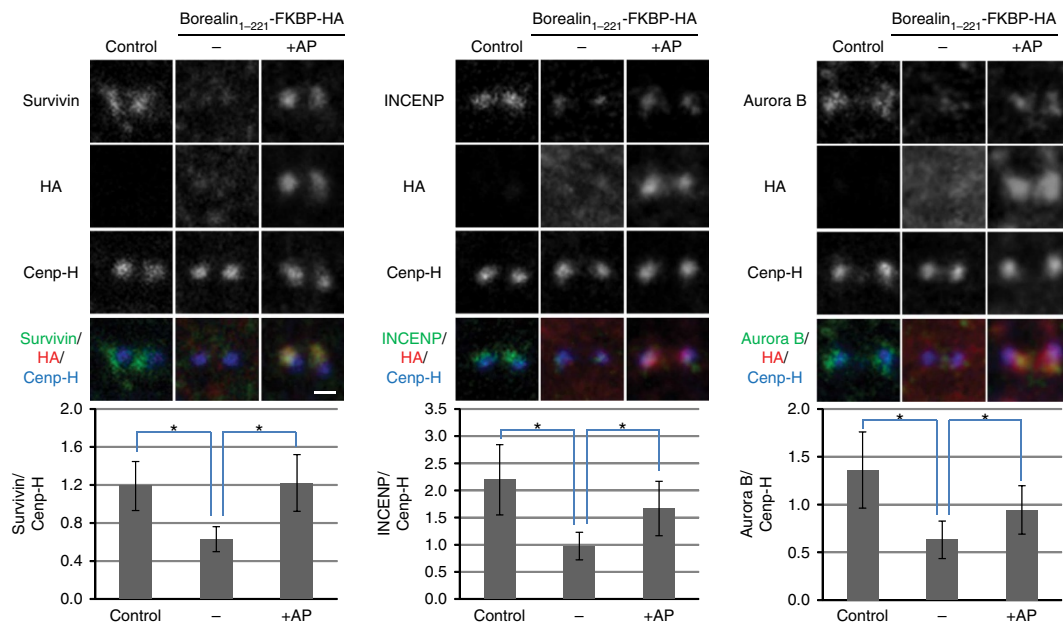 Borealin1–221-FKBP-HA
Control – +AP
Survivin
HA
Cenp-H
Survivin/
HA/
Cenp-H
2.0
1.6
1.2
0.8
0.4
0.0
Survivin/
Cenp-H
* *
Control – +AP
Borealin1–221-FKBP-HA
Control – +AP
INCENP
HA
Cenp-H
INCENP/
HA/
Cenp-H
3.5
3.0
2.5
2.0
1.5
1.0
0.5
0.0
INCENP/
Cenp-H
* *
Control – +AP
Borealin1–221-FKBP-HA
Control – +AP
Aurora B
HA
Cenp-H
Aurora B/
HA/
Cenp-H
2.0
1.5
1.0
0.5
0.0
Aurora B/
Cenp-H
* *
Control – +AP